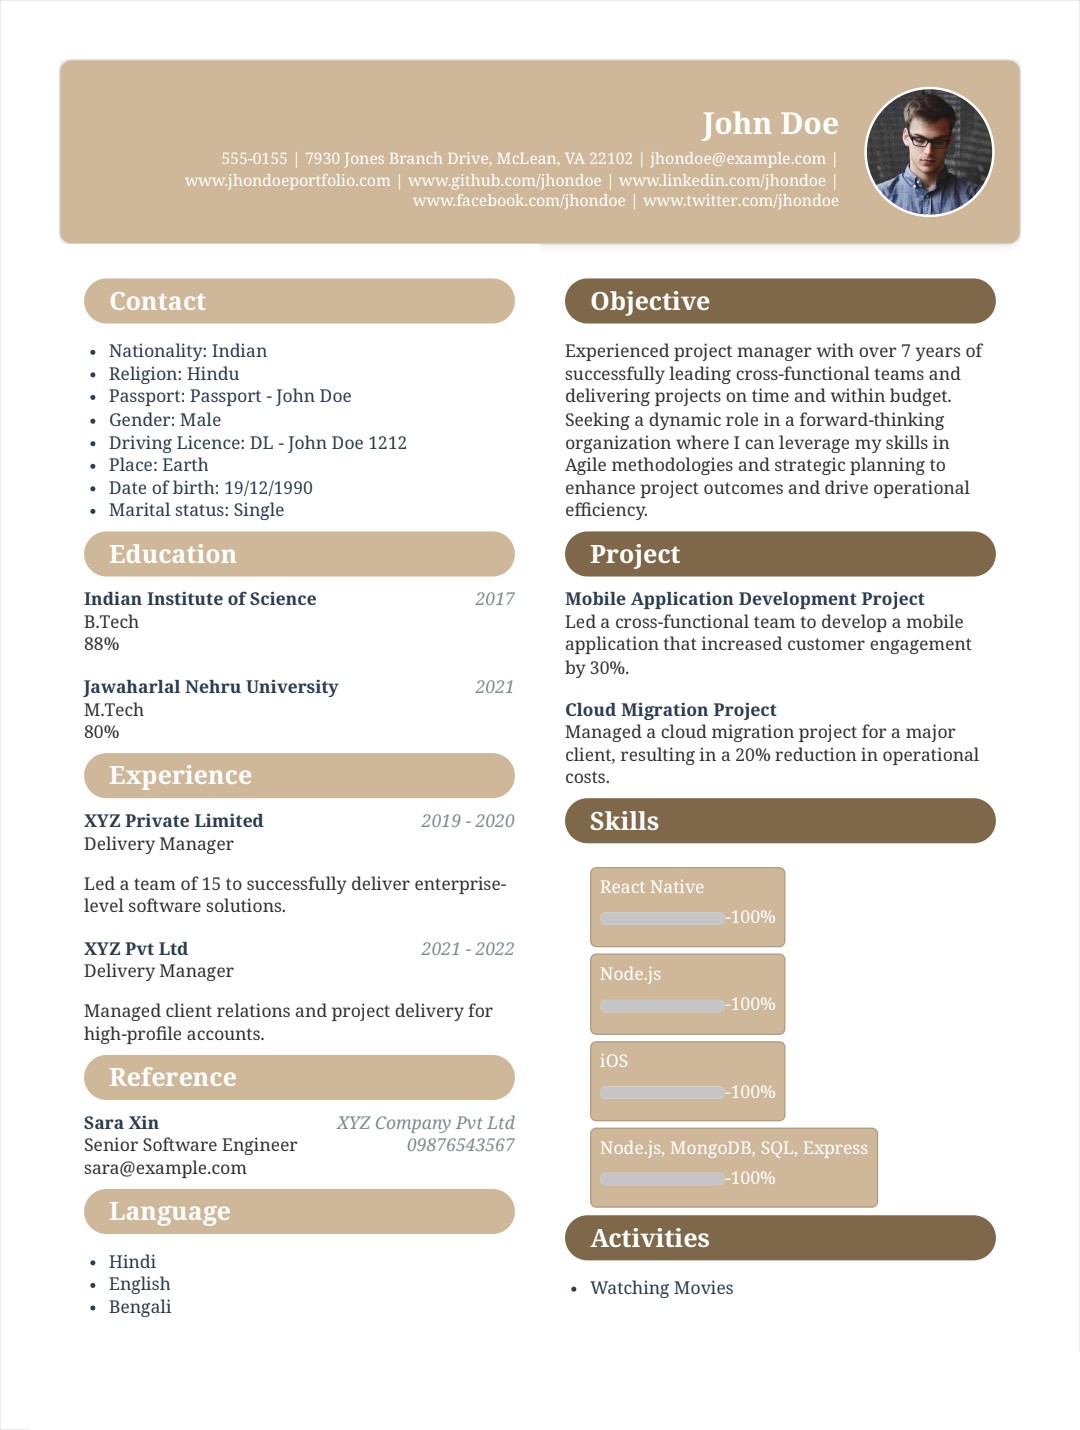 John Doe
555-0155 | 7930 Jones Branch Drive, McLean, VA 22102 | jhondoe@example.com |
www.jhondoeportfolio.com | www.github.com/jhondoe | www.linkedin.com/jhondoe |
www.facebook.com/jhondoe | www.twitter.com/jhondoe
Contact
• Nationality: Indian
• Religion: Hindu
• Passport: Passport - John Doe
• Gender: Male
• Driving Licence: DL - John Doe 1212
• Place: Earth
• Date of birth: 19/12/1990
• Marital status: Single
Education
Indian Institute of Science 2017
B.Tech
88%
Jawaharlal Nehru University 2021
M.Tech
80%
Experience
XYZ Private Limited 2019 - 2020
Delivery Manager
Led a team of 15 to successfully deliver enterprise-
level software solutions.
XYZ Pvt Ltd 2021 - 2022
Delivery Manager
Managed client relations and project delivery for
high-profile accounts.
Reference
Sara Xin XYZ Company Pvt Ltd
Senior Software Engineer 09876543567
sara@example.com
Language
• Hindi
• English
• Bengali
Objective
Experienced project manager with over 7 years of
successfully leading cross-functional teams and
delivering projects on time and within budget.
Seeking a dynamic role in a forward-thinking
organization where I can leverage my skills in
Agile methodologies and strategic planning to
enhance project outcomes and drive operational
efficiency.
Project
Mobile Application Development Project
Led a cross-functional team to develop a mobile
application that increased customer engagement
by 30%.
Cloud Migration Project
Managed a cloud migration project for a major
client, resulting in a 20% reduction in operational
costs.
Skills
React Native
-100%
Node.js
-100%
iOS
-100%
Node.js, MongoDB, SQL, Express
-100%
Activities
• Watching Movies